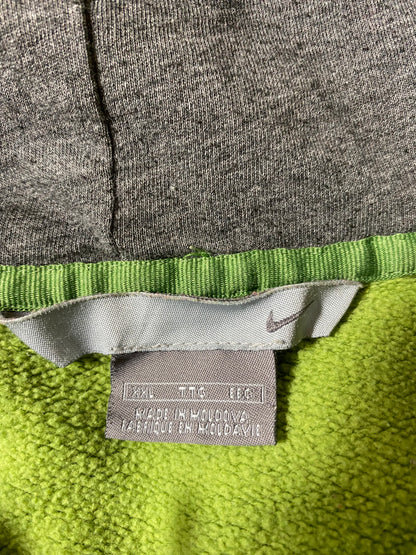 XXL TTG EEG
MADE IN MOLDOVA
FABRIQUE EN MOLDAVIE